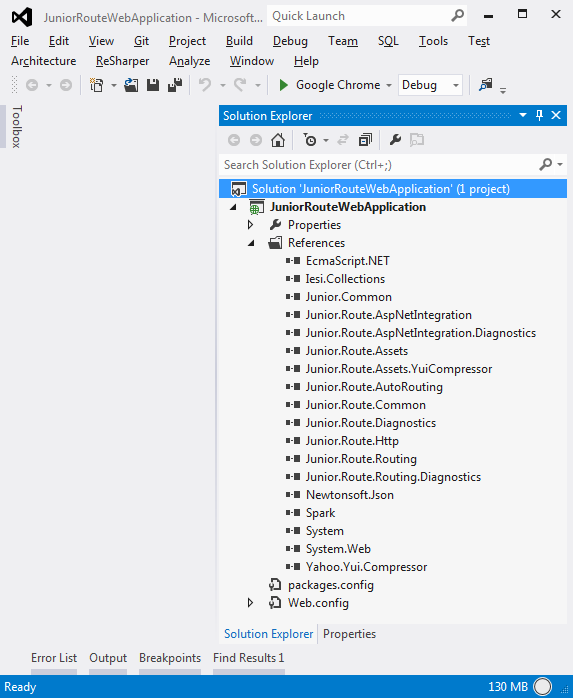 JuniorRouteWebApplication - Microsoft... Quick Launch
File Edit View Git Project Build Debug Team SQL Tools Test
Architecture ReSharper Analyze Window Help
Google Chrome Debug
Toolbox
Solution Explorer
Search Solution Explorer (Ctrl+;)
Solution 'JuniorRouteWebApplication' (1 project)
JuniorRouteWebApplication
Properties
References
EcmaScript.NET
Iesi.Collections
Junior.Common
Junior.Route.AspNetIntegration
Junior.Route.AspNetIntegration.Diagnostics
Junior.Route.Assets
Junior.Route.Assets.YuiCompressor
Junior.Route.AutoRouting
Junior.Route.Common
Junior.Route.Diagnostics
Junior.Route.Http
Junior.Route.Routing
Junior.Route.Routing.Diagnostics
Newtonsoft.Json
Spark
System
System.Web
Yahoo.Yui.Compressor
packages.config
Web.config
Solution Explorer Properties
Error List Output Breakpoints Find Results 1
Ready 130 MB